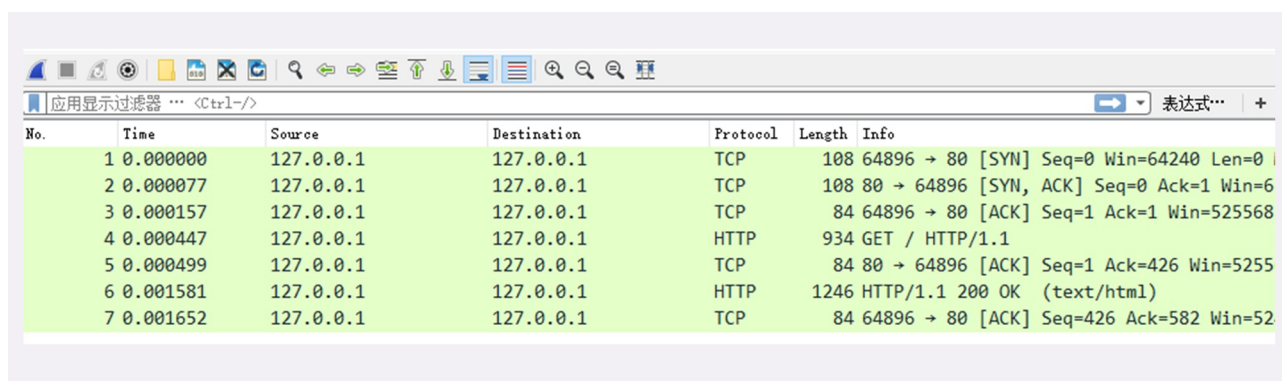 应用显示过滤器 … <Ctrl-/> 表达式… +
No. Time Source Destination Protocol Length Info
1 0.000000 127.0.0.1 127.0.0.1 TCP 108 64896 → 80 [SYN] Seq=0 Win=64240 Len=0
2 0.000077 127.0.0.1 127.0.0.1 TCP 108 80 → 64896 [SYN, ACK] Seq=0 Ack=1 Win=6
3 0.000157 127.0.0.1 127.0.0.1 TCP 84 64896 → 80 [ACK] Seq=1 Ack=1 Win=525568
4 0.000447 127.0.0.1 127.0.0.1 HTTP 934 GET / HTTP/1.1
5 0.000499 127.0.0.1 127.0.0.1 TCP 84 80 → 64896 [ACK] Seq=1 Ack=426 Win=5255
6 0.001581 127.0.0.1 127.0.0.1 HTTP 1246 HTTP/1.1 200 OK (text/html)
7 0.001652 127.0.0.1 127.0.0.1 TCP 84 64896 → 80 [ACK] Seq=426 Ack=582 Win=52